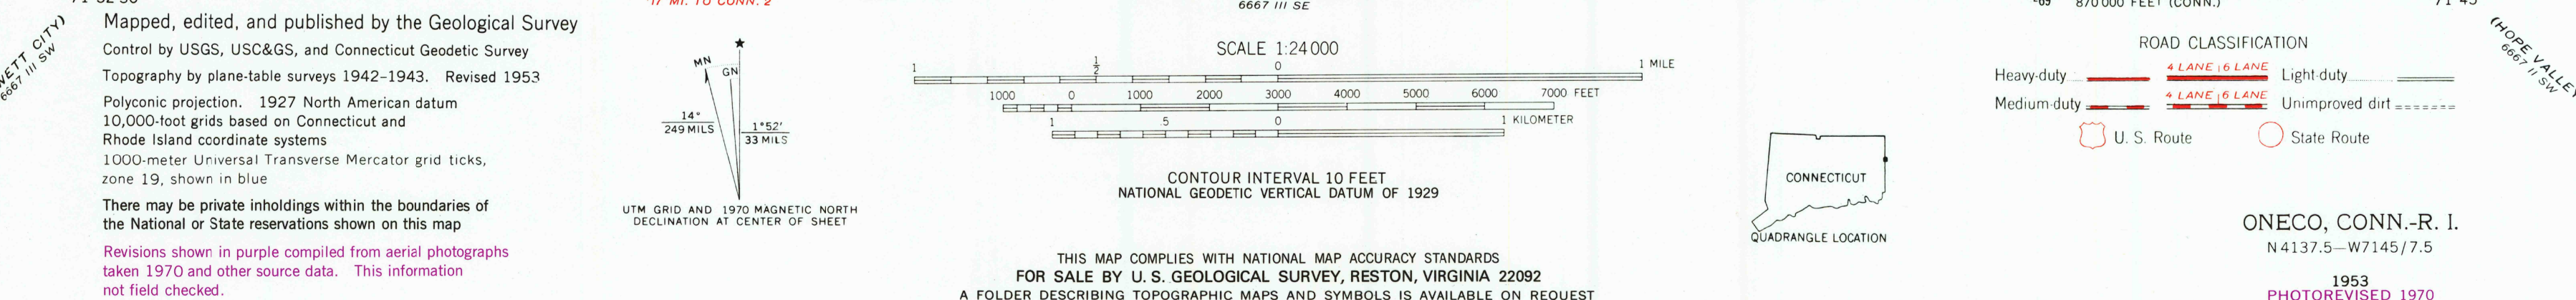 17 MI. TO CONN. 2
6667 III SE
870 000 FEET (CONN.)
6667 III SW
Mapped, edited, and published by the Geological Survey
Control by USGS, USC&GS, and Connecticut Geodetic Survey
Topography by plane-table surveys 1942–1943. Revised 1953
Polyconic projection. 1927 North American datum
10,000-foot grids based on Connecticut and
Rhode Island coordinate systems
1000-meter Universal Transverse Mercator grid ticks,
zone 19, shown in blue
There may be private inholdings within the boundaries of
the National or State reservations shown on this map
Revisions shown in purple compiled from aerial photographs
taken 1970 and other source data. This information
not field checked.
MN
GN
14°
249 MILS
1°52′
33 MILS
UTM GRID AND 1970 MAGNETIC NORTH
DECLINATION AT CENTER OF SHEET
SCALE 1:24 000
1 ½ 0 1 MILE
1000 0 1000 2000 3000 4000 5000 6000 7000 FEET
1 .5 0 1 KILOMETER
CONTOUR INTERVAL 10 FEET
NATIONAL GEODETIC VERTICAL DATUM OF 1929
THIS MAP COMPLIES WITH NATIONAL MAP ACCURACY STANDARDS
FOR SALE BY U. S. GEOLOGICAL SURVEY, RESTON, VIRGINIA 22092
A FOLDER DESCRIBING TOPOGRAPHIC MAPS AND SYMBOLS IS AVAILABLE ON REQUEST
CONNECTICUT
QUADRANGLE LOCATION
ROAD CLASSIFICATION
Heavy-duty 4 LANE 6 LANE Light-duty
Medium-duty 4 LANE 6 LANE Unimproved dirt
U. S. Route State Route
(HOPE VALLEY)
6667 II SW
ONECO, CONN.-R. I.
N 4137.5—W7145/7.5
1953
PHOTOREVISED 1970